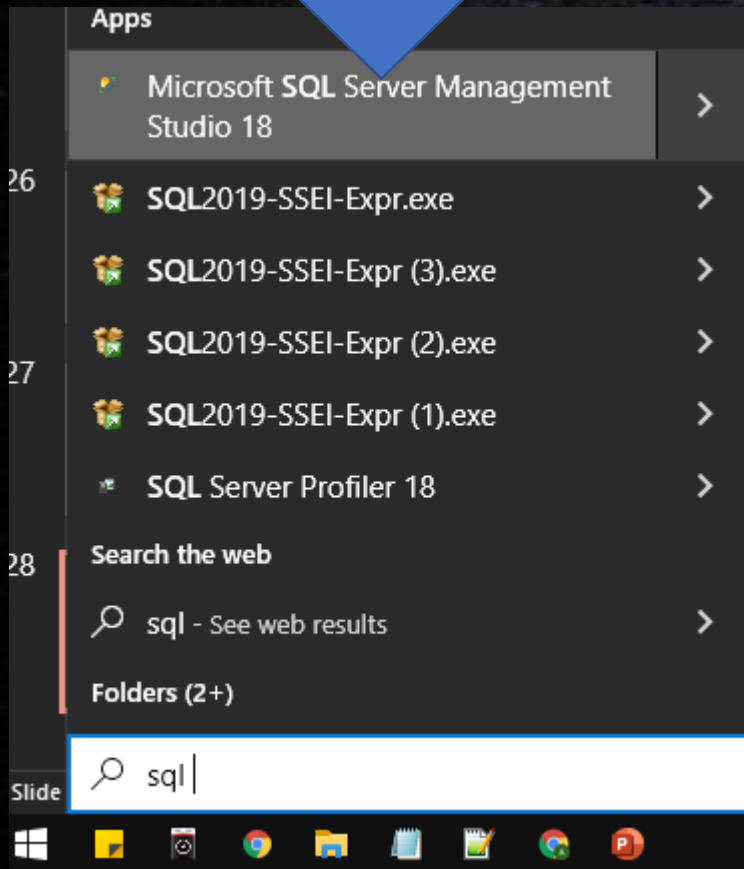 Apps
Microsoft SQL Server Management
Studio 18
26
SQL2019-SSEI-Expr.exe
SQL2019-SSEI-Expr (3).exe
SQL2019-SSEI-Expr (2).exe
27
SQL2019-SSEI-Expr (1).exe
SQL Server Profiler 18
Search the web
28
sql - See web results
Folders (2+)
sql
Slide